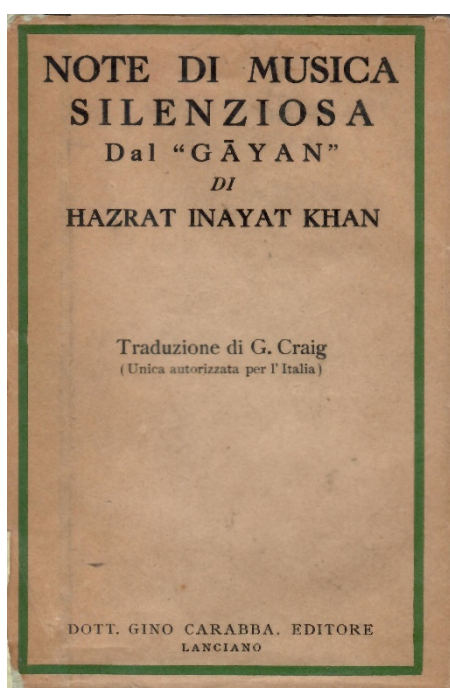 NOTE DI MUSICA
SILENZIOSA
Dal “GĀYAN”
DI
HAZRAT INAYAT KHAN
Traduzione di G. Craig
(Unica autorizzata per l'Italia)
DOTT. GINO CARABBA. EDITORE
LANCIANO